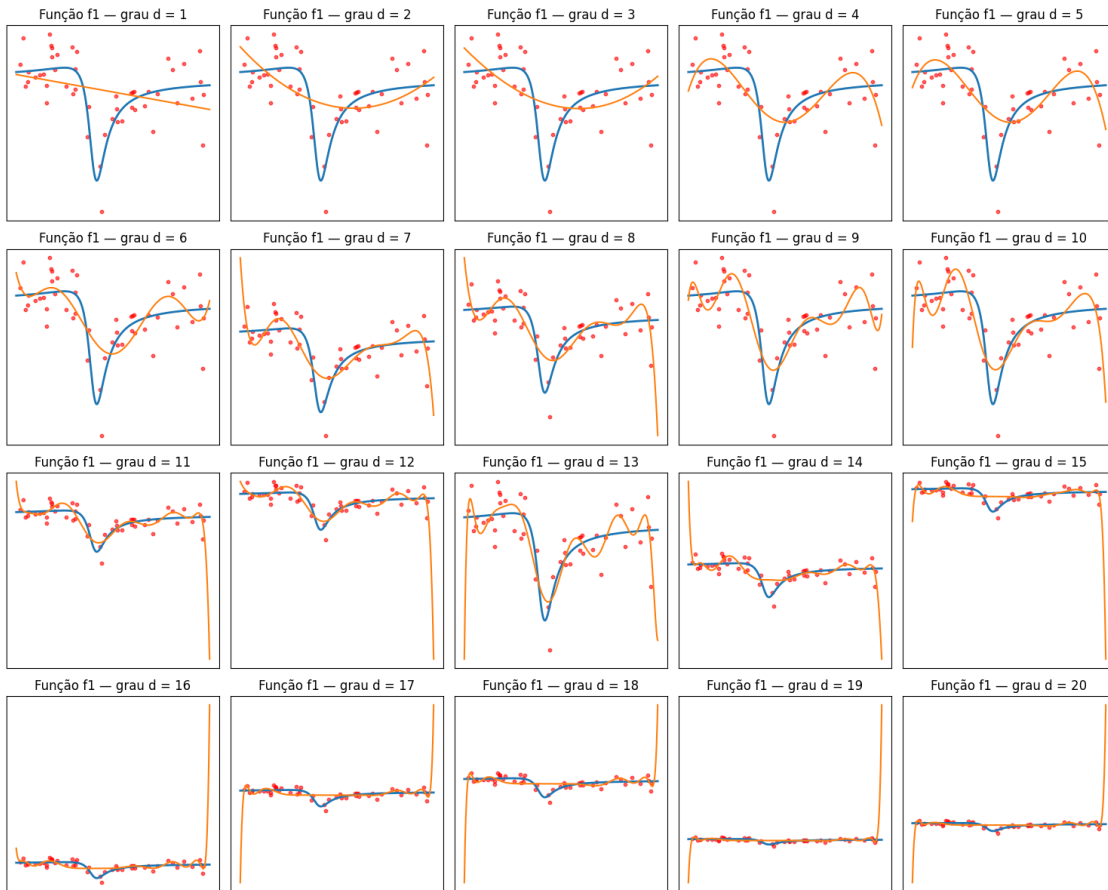 Função f1 — grau d = 1
Função f1 — grau d = 2
Função f1 — grau d = 3
Função f1 — grau d = 4
Função f1 — grau d = 5
Função f1 — grau d = 6
Função f1 — grau d = 7
Função f1 — grau d = 8
Função f1 — grau d = 9
Função f1 — grau d = 10
Função f1 — grau d = 11
Função f1 — grau d = 12
Função f1 — grau d = 13
Função f1 — grau d = 14
Função f1 — grau d = 15
Função f1 — grau d = 16
Função f1 — grau d = 17
Função f1 — grau d = 18
Função f1 — grau d = 19
Função f1 — grau d = 20